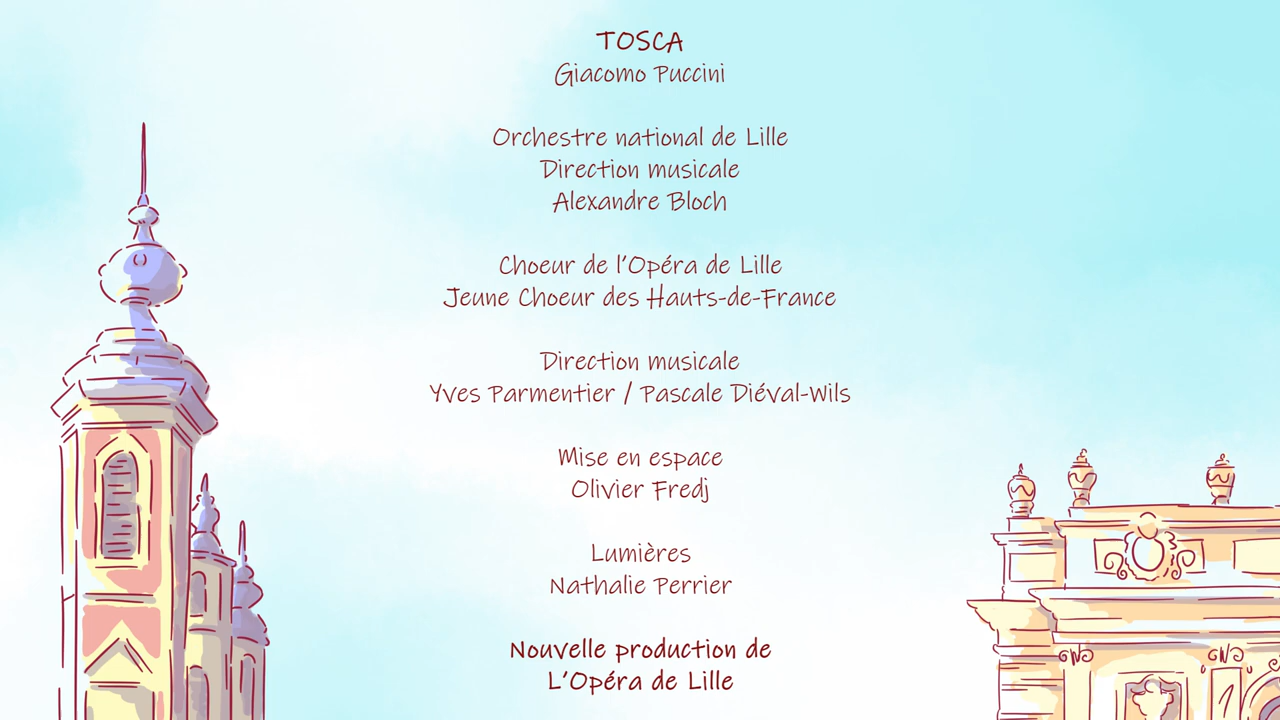 TOSCA
Giacomo Puccini
Orchestre national de Lille
Direction musicale
Alexandre Bloch
Choeur de l'Opéra de Lille
Jeune Choeur des Hauts-de-France
Direction musicale
Yves Parmentier / Pascale Diéval-Wils
Mise en espace
Olivier Fredj
Lumières
Nathalie Perrier
Nouvelle production de
L'Opéra de Lille